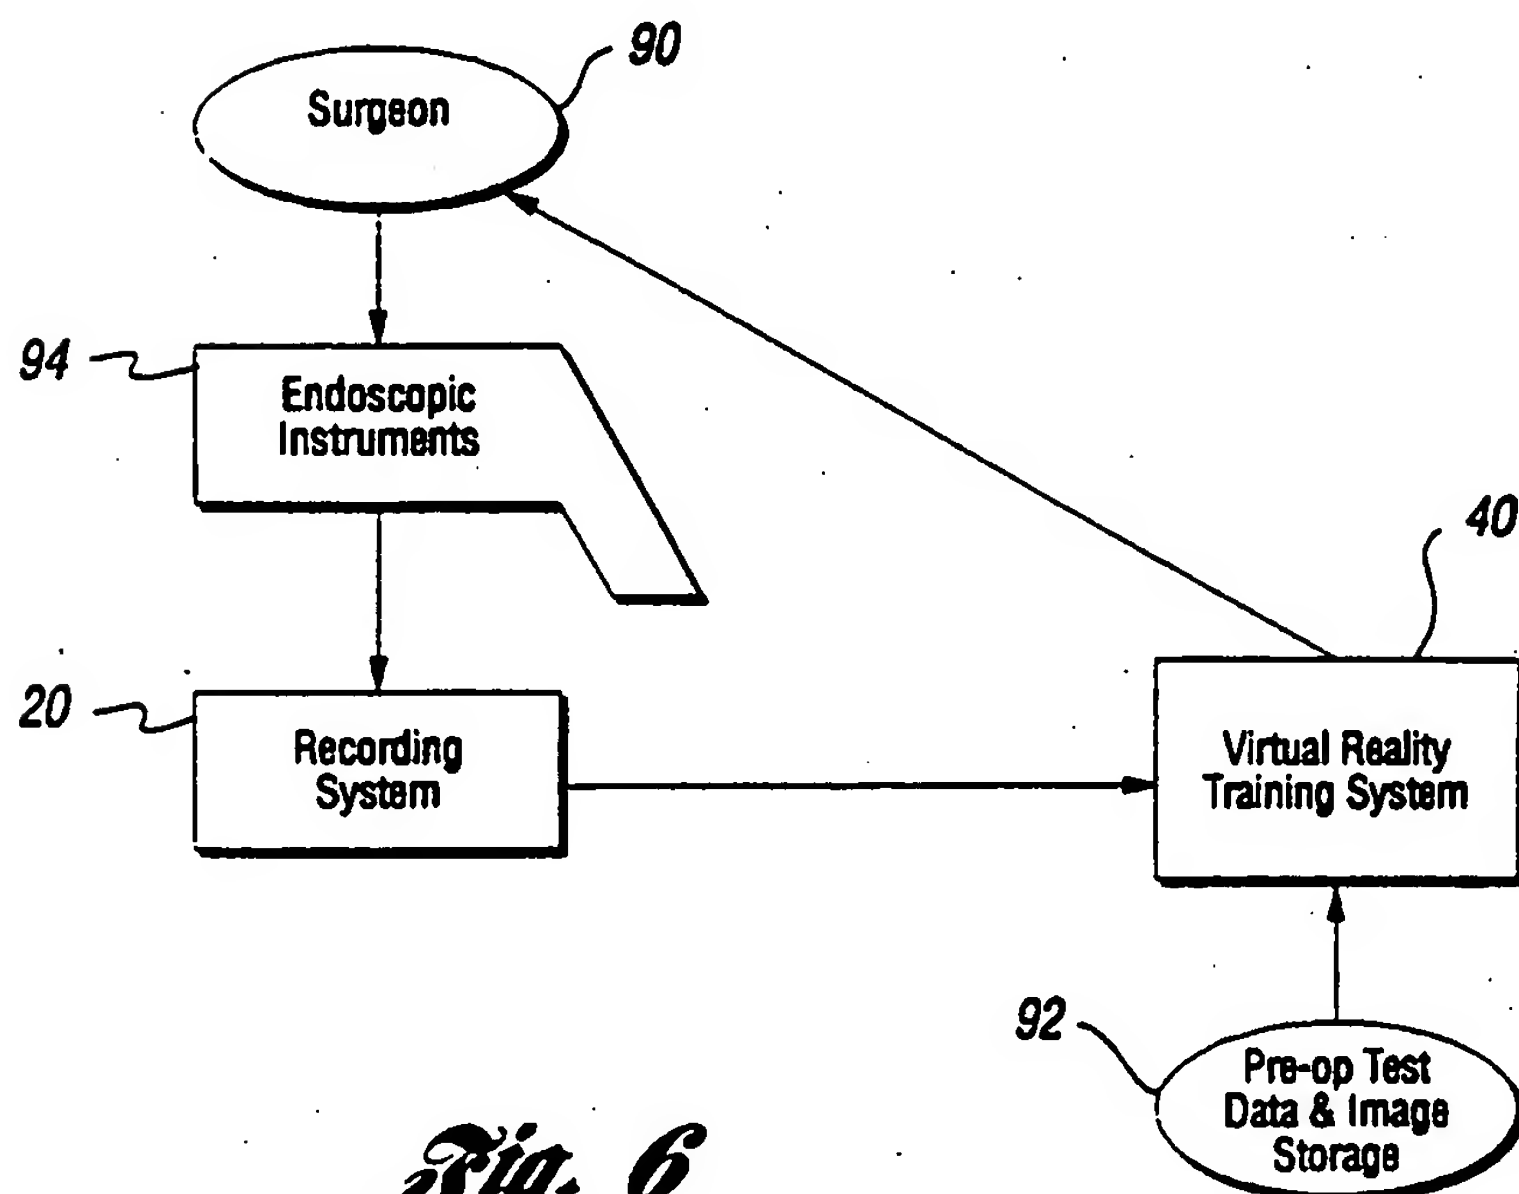 90
Surgeon
94
Endoscopic
Instruments
40
20
Recording
System
Virtual Reality
Training System
92
Pre-op Test
Data & Image
Storage
Fig. 6